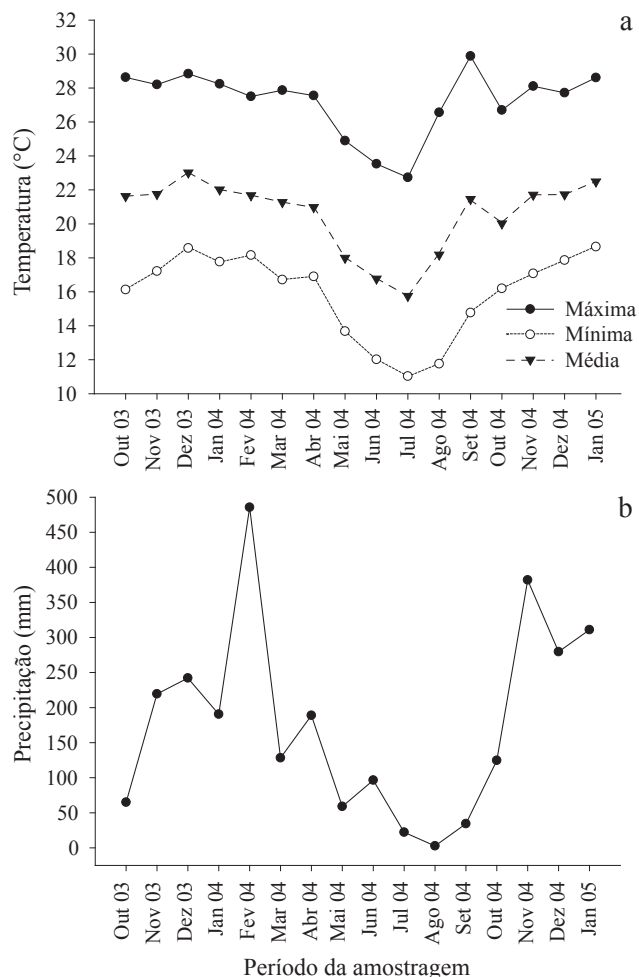 a
32
30
28
26
24
22
20
18
16
14
12
10
Temperatura (°C)
Máxima
Mínima
Média
Out 03
Nov 03
Dez 03
Jan 04
Fev 04
Mar 04
Abr 04
Mai 04
Jun 04
Jul 04
Ago 04
Set 04
Out 04
Nov 04
Dez 04
Jan 05
b
500
450
400
350
300
250
200
150
100
50
0
Precipitação (mm)
Out 03
Nov 03
Dez 03
Jan 04
Fev 04
Mar 04
Abr 04
Mai 04
Jun 04
Jul 04
Ago 04
Set 04
Out 04
Nov 04
Dez 04
Jan 05
Período da amostragem